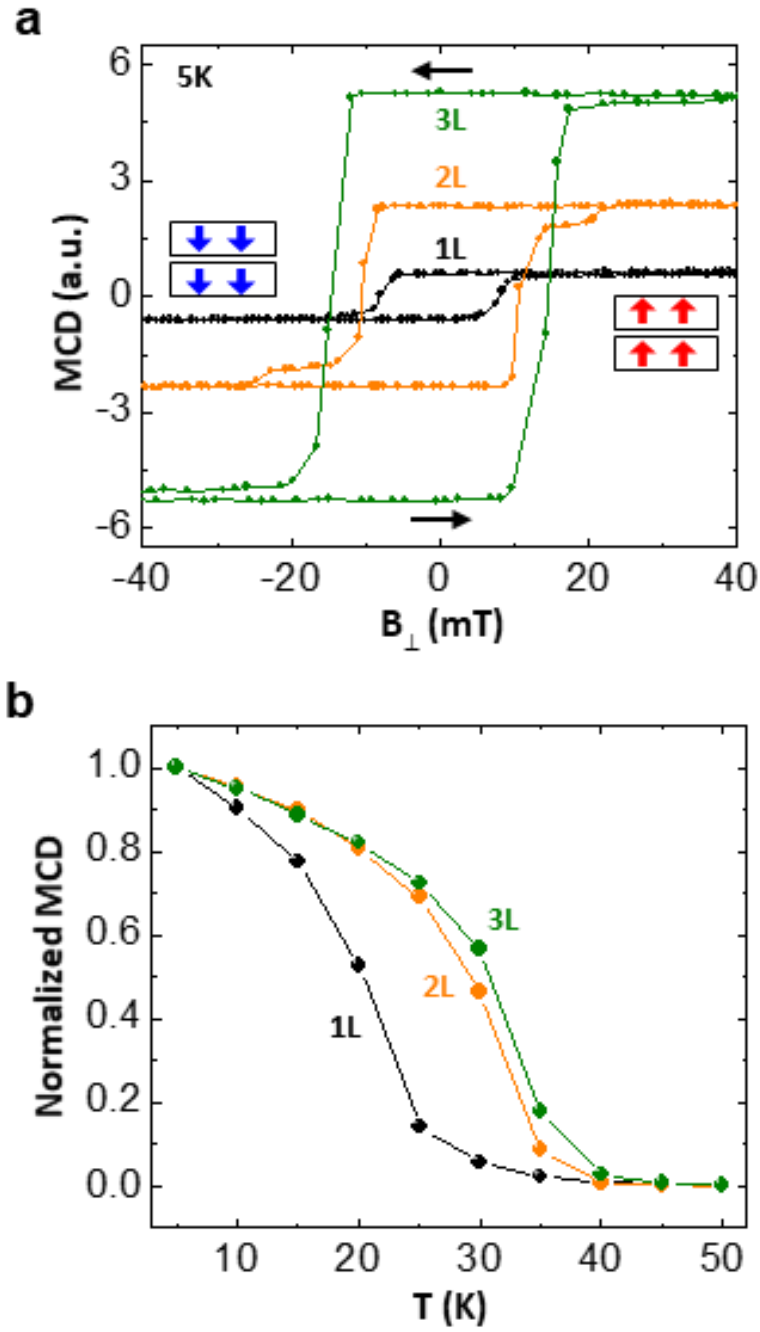 a
5K
3L
2L
1L
6
3
0
-3
-6
MCD (a.u.)
-40 -20 0 20 40
B⊥ (mT)
b
1.0
0.8
0.6
0.4
0.2
0.0
Normalized MCD
3L
2L
1L
10 20 30 40 50
T (K)